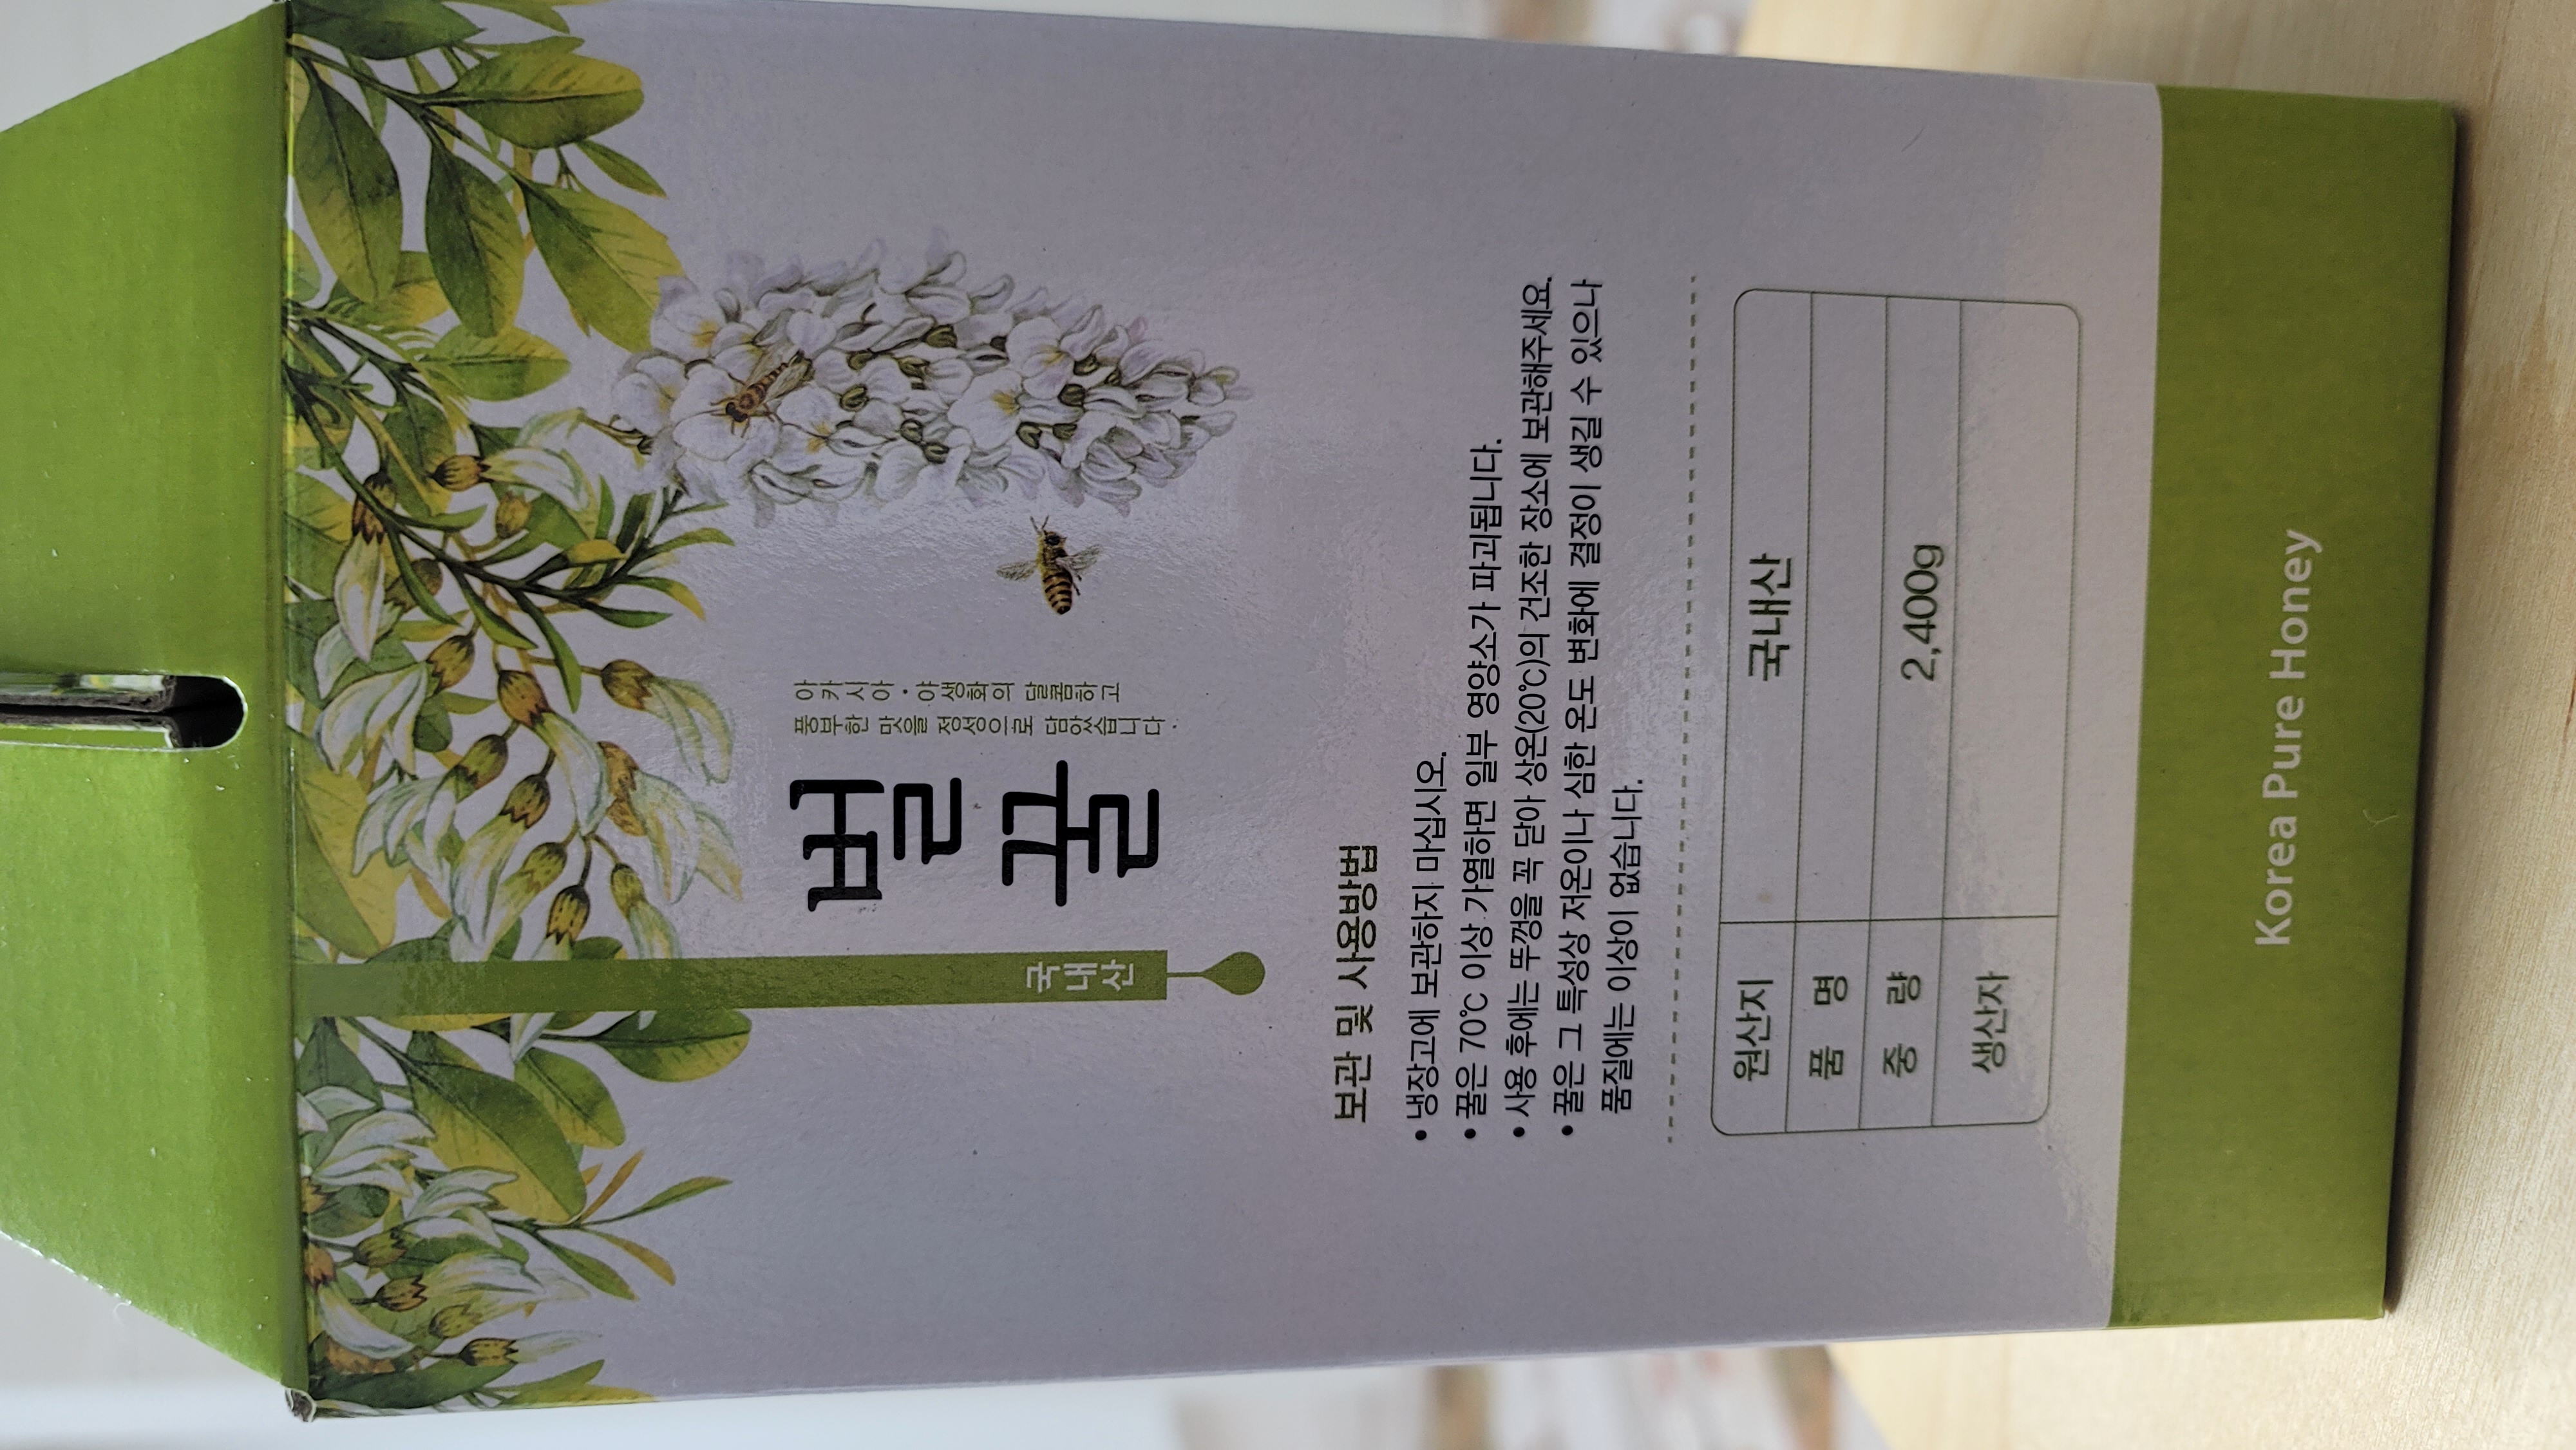 국내산
벌꿀
아카시아·야생화의 달콤하고
풍부한 맛을 정성으로 담았습니다.
보관 및 사용방법
• 냉장고에 보관하지 마십시오.
• 꿀은 70℃ 이상 가열하면 일부 영양소가 파괴됩니다.
• 사용 후에는 뚜껑을 꼭 닫아 상온(20℃)의 건조한 장소에 보관해주세요.
• 꿀은 그 특성상 저온이나 심한 온도 변화에 결정이 생길 수 있으나
품질에는 이상이 없습니다.
원산지 국내산
품 명
중 량 2,400g
생산자
Korea Pure Honey